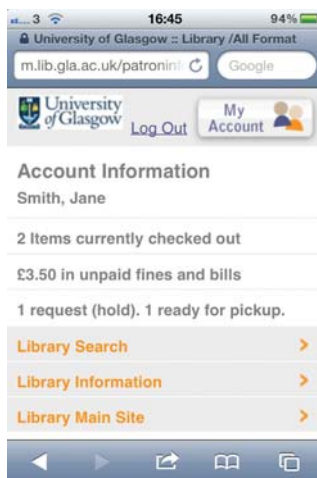 3 16:45 94%
University of Glasgow :: Library /All Format
m.lib.gla.ac.uk/patroninf Google
University of Glasgow
Log Out
My Account
Account Information
Smith, Jane
2 Items currently checked out
£3.50 in unpaid fines and bills
1 request (hold). 1 ready for pickup.
Library Search
Library Information
Library Main Site